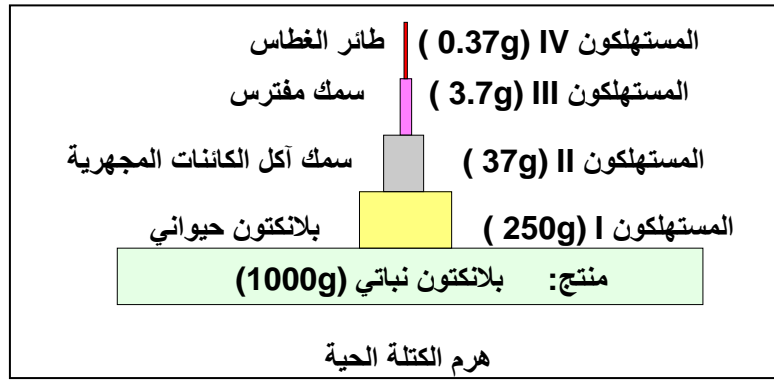 المستهلكون IV (0.37g) طائر الغطاس
المستهلكون III (3.7g) سمك مفترس
المستهلكون II (37g) سمك آكل الكائنات المجهرية
المستهلكون I (250g) بلانكتون حيواني
منتج: بلانكتون نباتي (1000g)
هرم الكتلة الحية